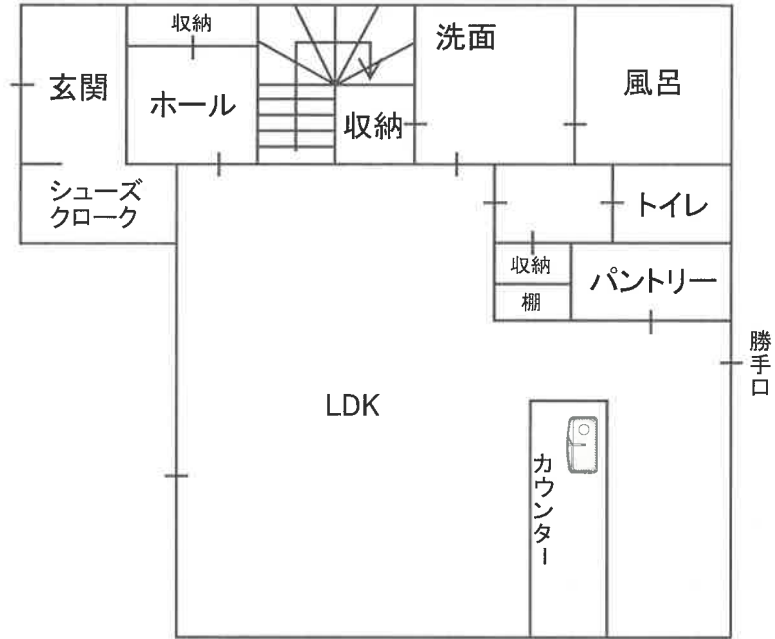 収納
洗面
玄関
ホール
風呂
収納
シューズ
クローク
トイレ
収納
パントリー
棚
勝手口
LDK
カウンター